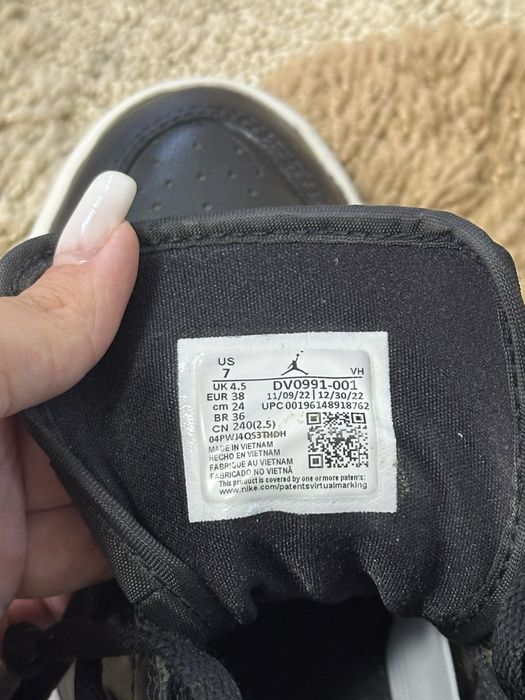 US
7 VH
UK 4.5 DV0991-001
EUR 38 11/09/22 | 12/30/22
cm 24 UPC 00196148918762
BR 36
CN 240(2.5)
04PWJ4QS3THDH
MADE IN VIETNAM
HECHO EN VIETNAM
FABRIQUE AU VIETNAM
FABRICADO NO VIETNÃ
This product is covered by one or more patents:
www.nike.com/patentsvirtualmarking